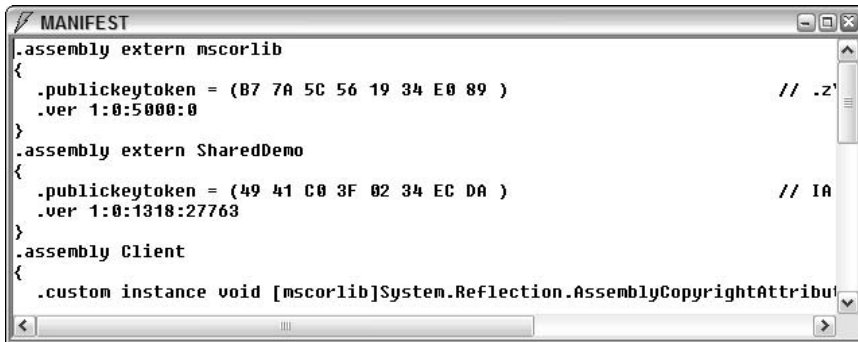 MANIFEST
.assembly extern mscorlib
{
  .publickeytoken = (B7 7A 5C 56 19 34 E0 89 ) // .z\
  .ver 1:0:5000:0
}
.assembly extern SharedDemo
{
  .publickeytoken = (49 41 C0 3F 02 34 EC DA ) // IA
  .ver 1:0:1318:27763
}
.assembly Client
{
  .custom instance void [mscorlib]System.Reflection.AssemblyCopyrightAttribut